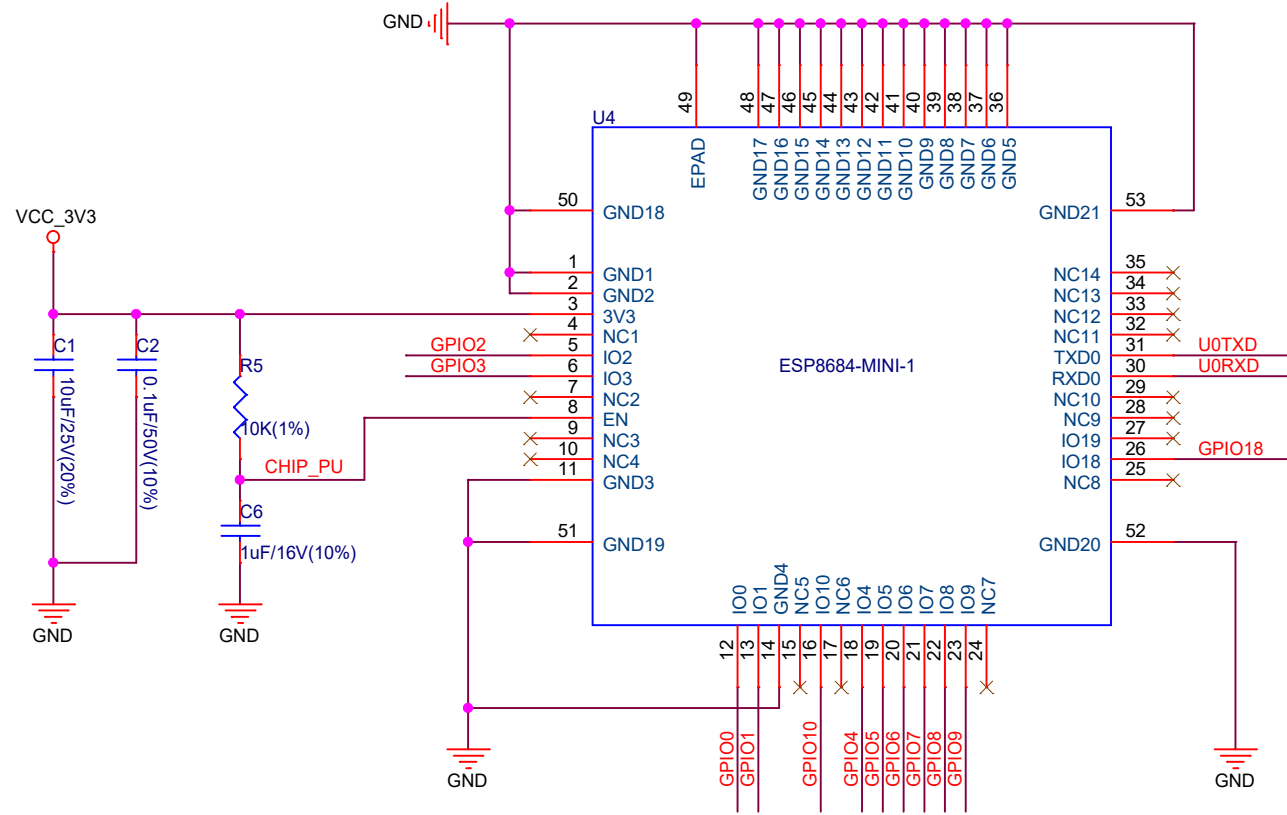 GND
49
48
47
46
45
44
43
42
41
40
39
38
37
36
U4
EPAD
GND17
GND16
GND15
GND14
GND13
GND12
GND11
GND10
GND9
GND8
GND7
GND6
GND5
50
GND18
53
GND21
VCC_3V3
1
GND1
2
GND2
3
3V3
4
NC1
GPIO2
5
IO2
GPIO3
6
IO3
7
NC2
8
EN
9
NC3
10
NC4
11
GND3
51
GND19
35
NC14
34
NC13
33
NC12
32
NC11
31
TXD0
U0TXD
30
RXD0
U0RXD
29
NC10
28
NC9
27
IO19
26
IO18
GPIO18
25
NC8
52
GND20
ESP8684-MINI-1
C1
10uF/25V(20%)
C2
0.1uF/50V(10%)
R5
10K(1%)
CHIP_PU
C6
1uF/16V(10%)
GND
GND
IO0
IO1
GND4
NC5
IO10
NC6
IO4
IO5
IO6
IO7
IO8
IO9
NC7
12
13
14
15
16
17
18
19
20
21
22
23
24
GPIO0
GPIO1
GPIO10
GPIO4
GPIO5
GPIO6
GPIO7
GPIO8
GPIO9
GND
GND